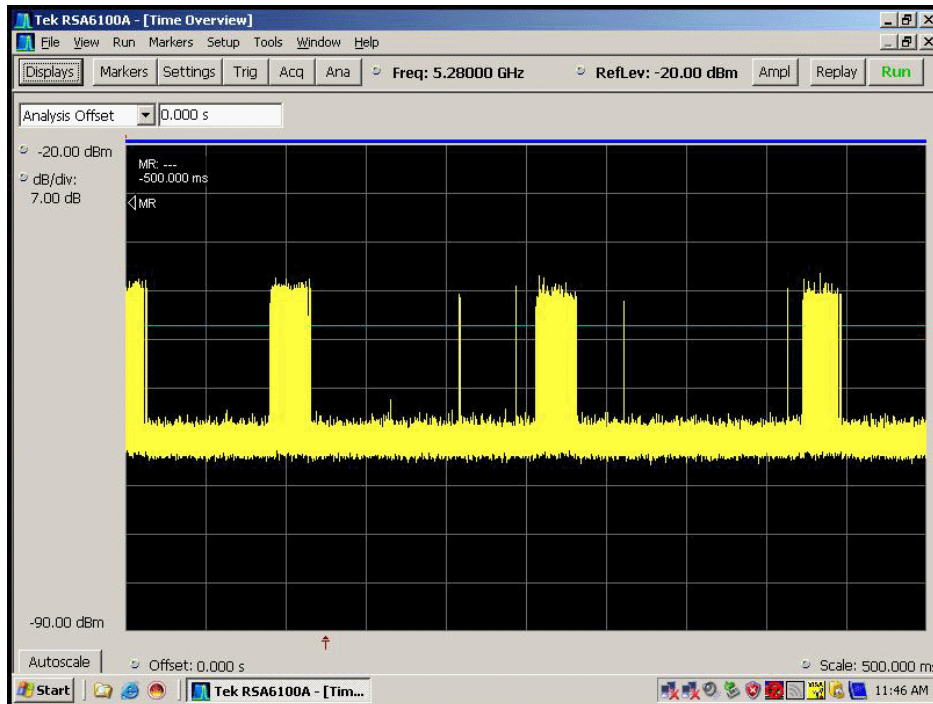 Tek RSA6100A - [Time Overview]
File View Run Markers Setup Tools Window Help
Displays Markers Settings Trig Acq Ana Freq: 5.28000 GHz RefLev: -20.00 dBm Ampl Replay Run
Analysis Offset 0.000 s
-20.00 dBm
dB/div:
7.00 dB
MR: ---
-500.000 ms
MR
-90.00 dBm
Autoscale Offset: 0.000 s Scale: 500.000 m
Start Tek RSA6100A - [Tim... 11:46 AM